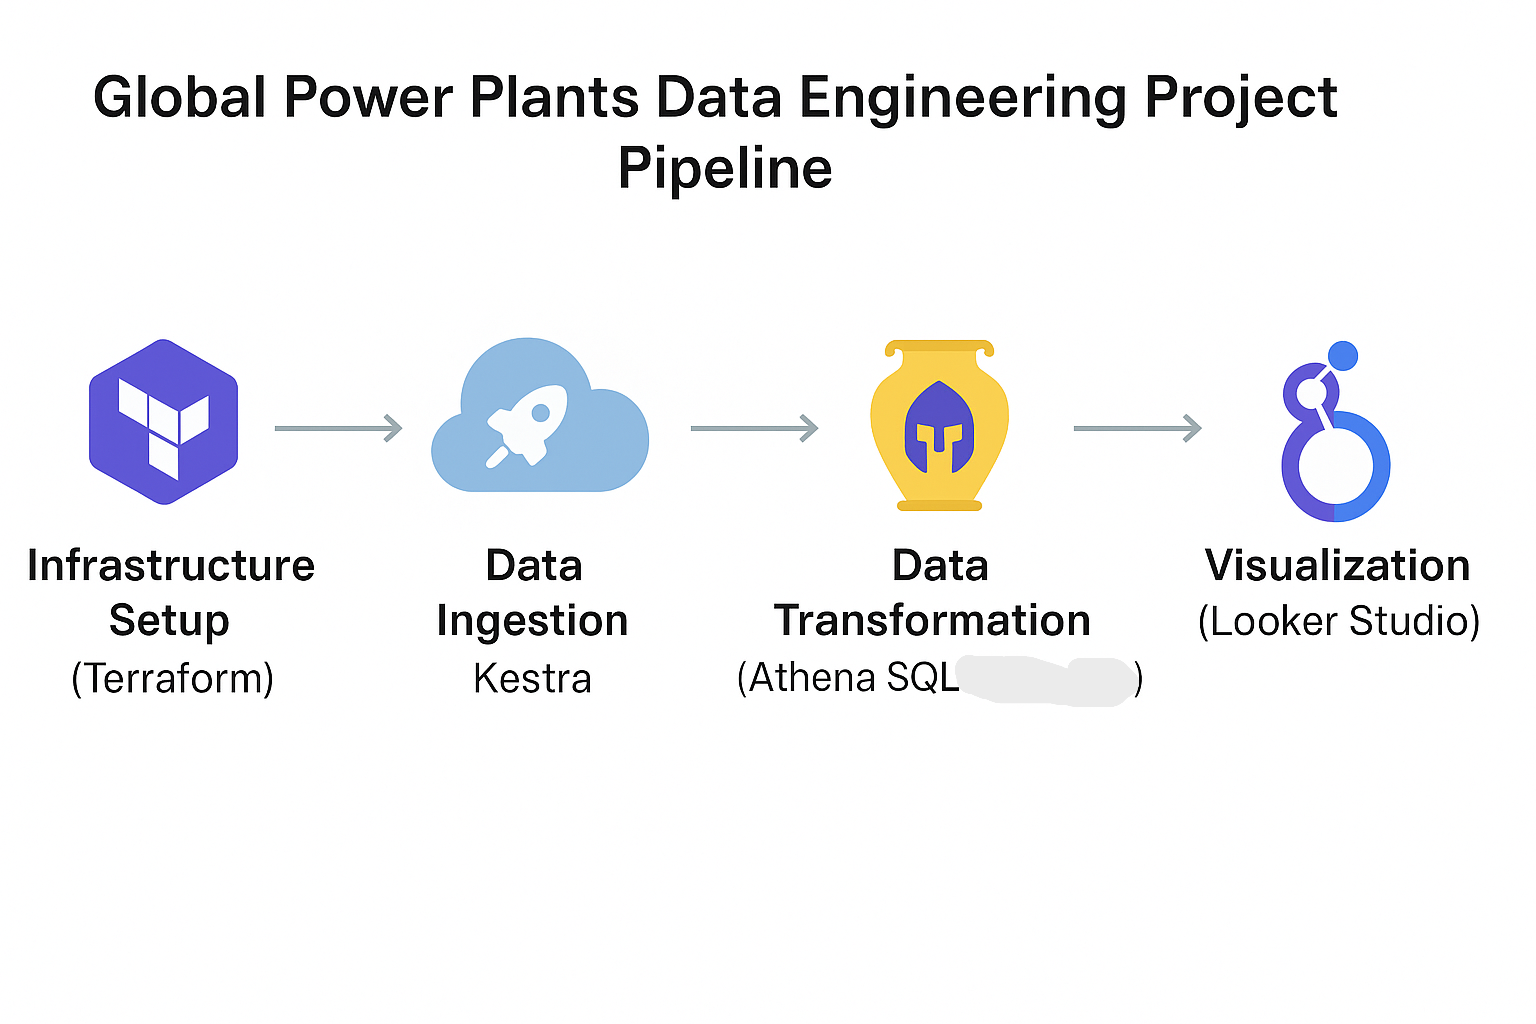 Global Power Plants Data Engineering Project
Pipeline
Infrastructure
Setup
(Terraform)
Data
Ingestion
Kestra
Data
Transformation
(Athena SQL )
Visualization
(Looker Studio)